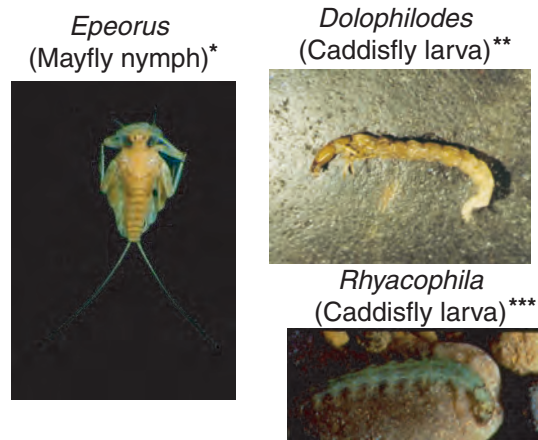 Epeorus
(Mayfly nymph)*
Dolophilodes
(Caddisfly larva)**
Rhyacophila
(Caddisfly larva)***